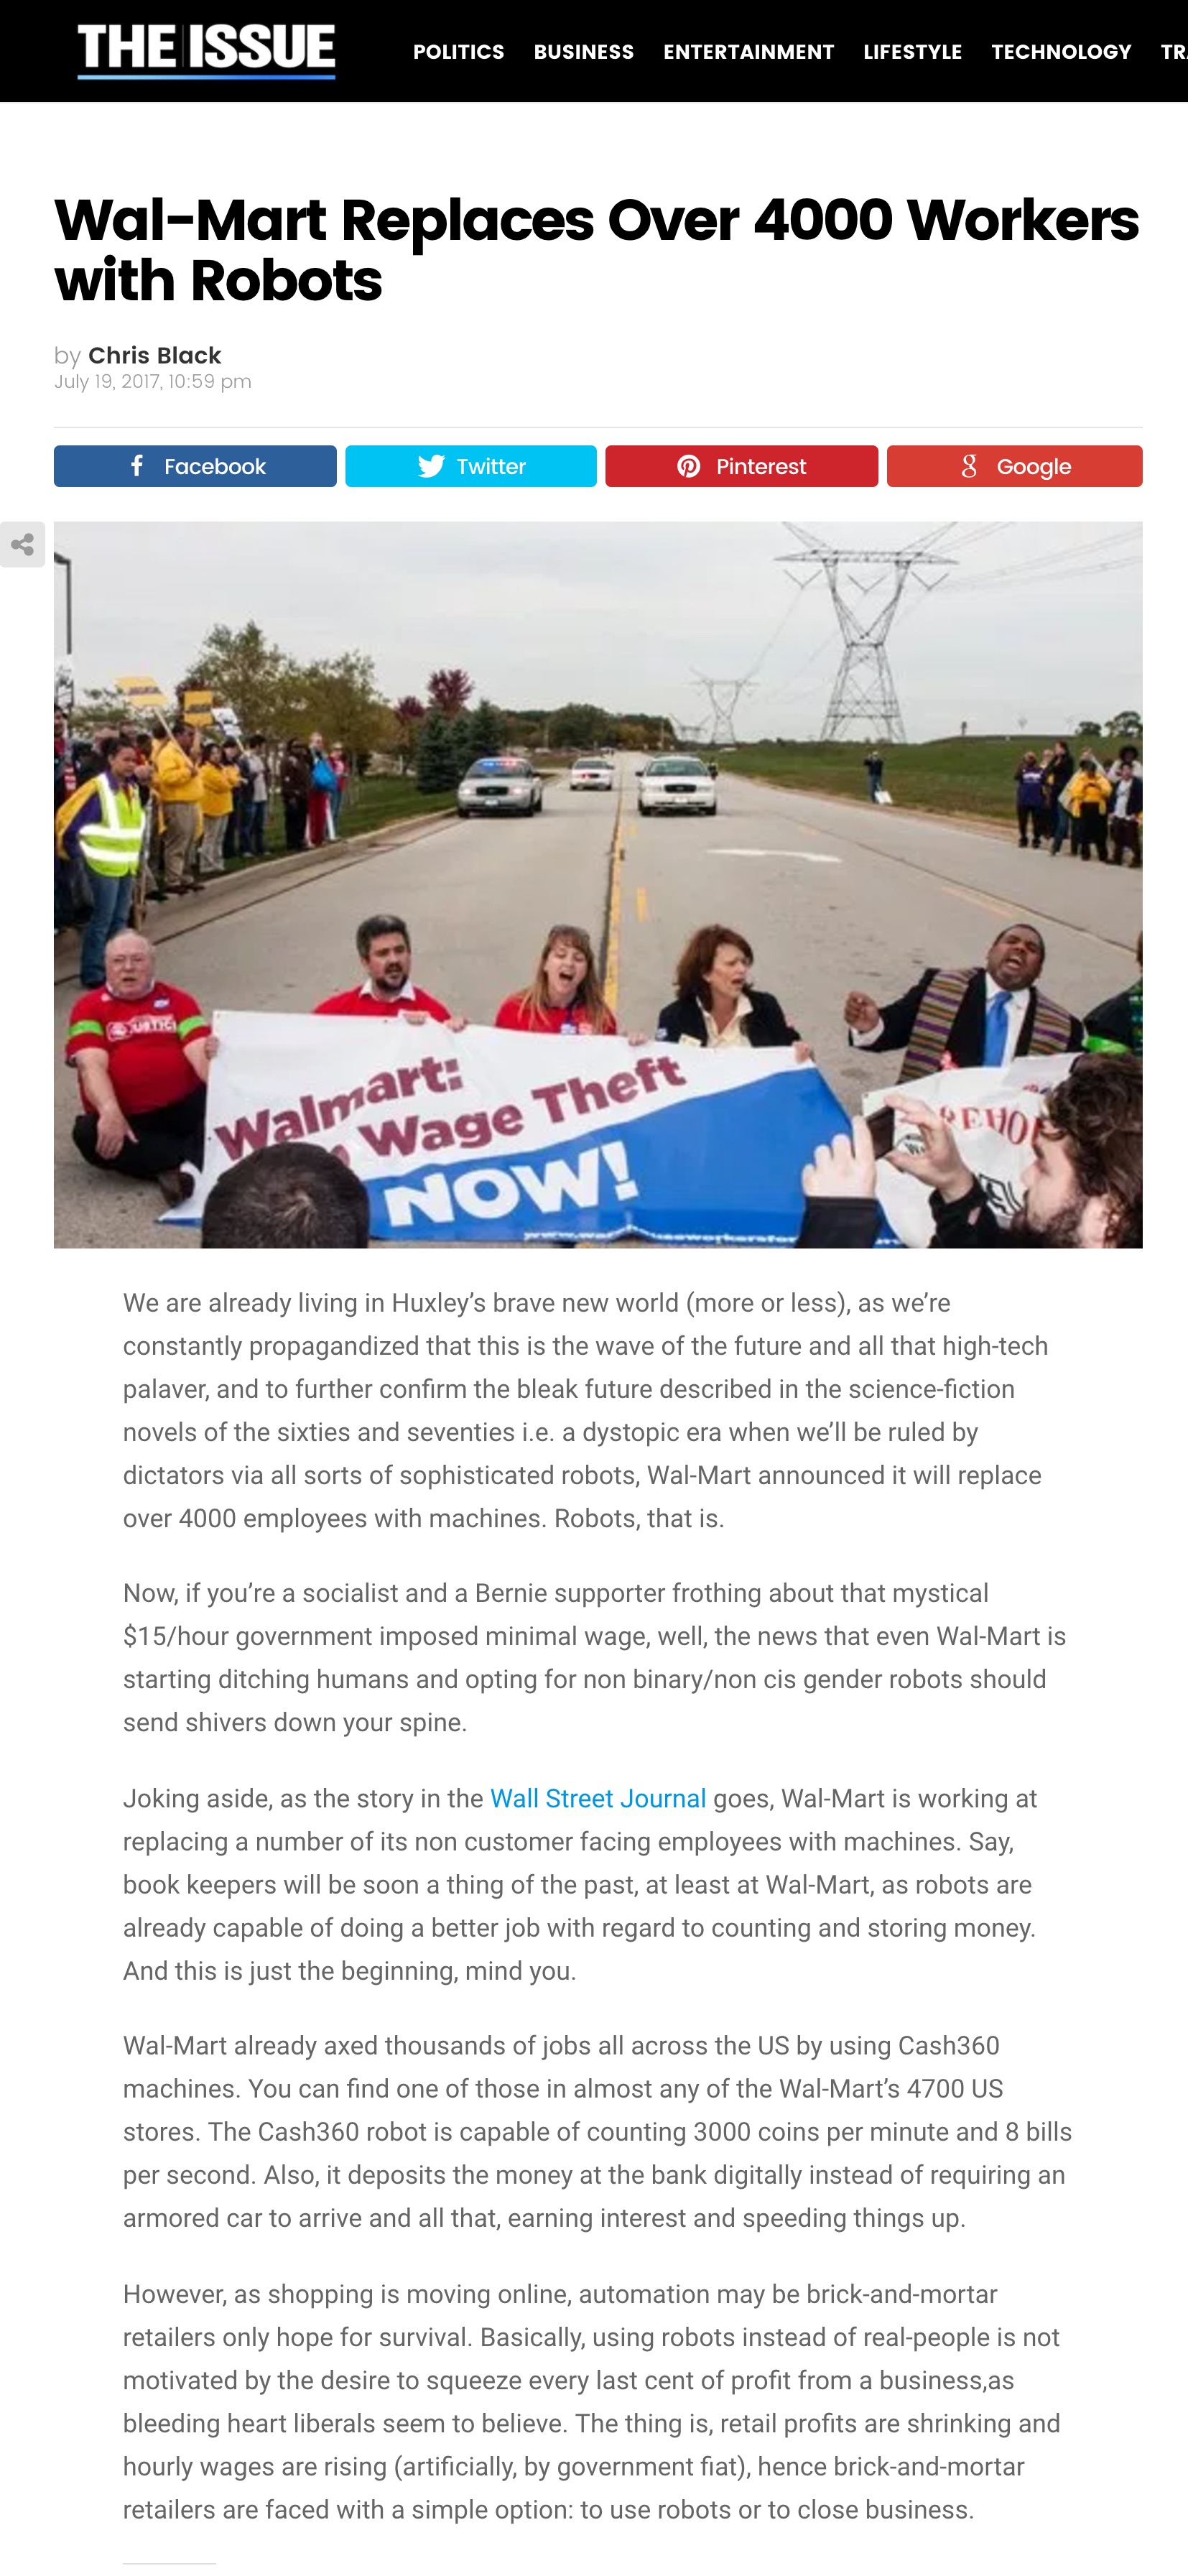 THE ISSUE
POLITICS BUSINESS ENTERTAINMENT LIFESTYLE TECHNOLOGY
Wal-Mart Replaces Over 4000 Workers
with Robots
by Chris Black
July 19, 2017, 10:59 pm
Facebook Twitter Pinterest Google
Walmart:
Wage Theft
NOW!
We are already living in Huxley’s brave new world (more or less), as we’re
constantly propagandized that this is the wave of the future and all that high-tech
palaver, and to further confirm the bleak future described in the science-fiction
novels of the sixties and seventies i.e. a dystopic era when we’ll be ruled by
dictators via all sorts of sophisticated robots, Wal-Mart announced it will replace
over 4000 employees with machines. Robots, that is.
Now, if you’re a socialist and a Bernie supporter frothing about that mystical
$15/hour government imposed minimal wage, well, the news that even Wal-Mart is
starting ditching humans and opting for non binary/non cis gender robots should
send shivers down your spine.
Joking aside, as the story in the Wall Street Journal goes, Wal-Mart is working at
replacing a number of its non customer facing employees with machines. Say,
book keepers will be soon a thing of the past, at least at Wal-Mart, as robots are
already capable of doing a better job with regard to counting and storing money.
And this is just the beginning, mind you.
Wal-Mart already axed thousands of jobs all across the US by using Cash360
machines. You can find one of those in almost any of the Wal-Mart’s 4700 US
stores. The Cash360 robot is capable of counting 3000 coins per minute and 8 bills
per second. Also, it deposits the money at the bank digitally instead of requiring an
armored car to arrive and all that, earning interest and speeding things up.
However, as shopping is moving online, automation may be brick-and-mortar
retailers only hope for survival. Basically, using robots instead of real-people is not
motivated by the desire to squeeze every last cent of profit from a business,as
bleeding heart liberals seem to believe. The thing is, retail profits are shrinking and
hourly wages are rising (artificially, by government fiat), hence brick-and-mortar
retailers are faced with a simple option: to use robots or to close business.